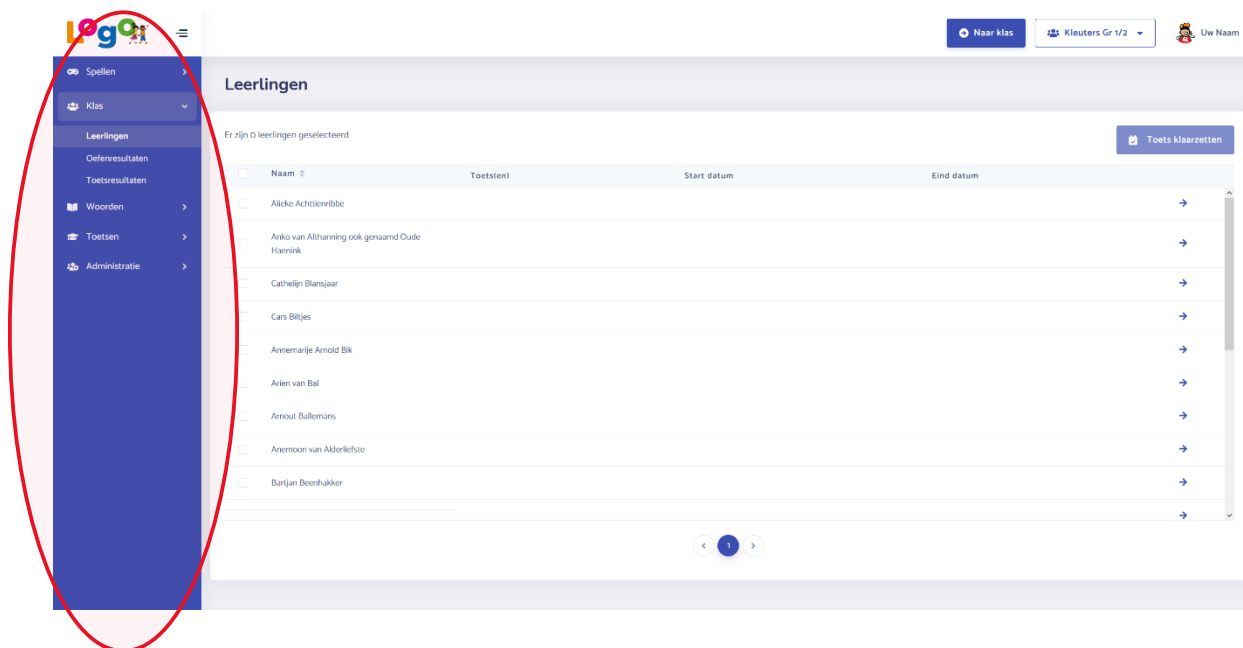 Logo
Naar klas
Kleuters Gr 1/2
Uw Naam
Spellen
Klas
Leerlingen
Oefenresultaten
Toetsresultaten
Woorden
Toetsen
Administratie
Leerlingen
Er zijn 0 leerlingen geselecteerd
Toets klaarzetten
Naam Toets(en) Start datum Eind datum
Alieke Achttienribbe
Anko van Althanning ook genaamd Oude
Hannink
Cathelijn Blansjaar
Cars Biltjes
Annemarije Arnold Bik
Arien van Bal
Arnout Ballemans
Anemoon van Alderliefste
Bartjan Beenhakker
1